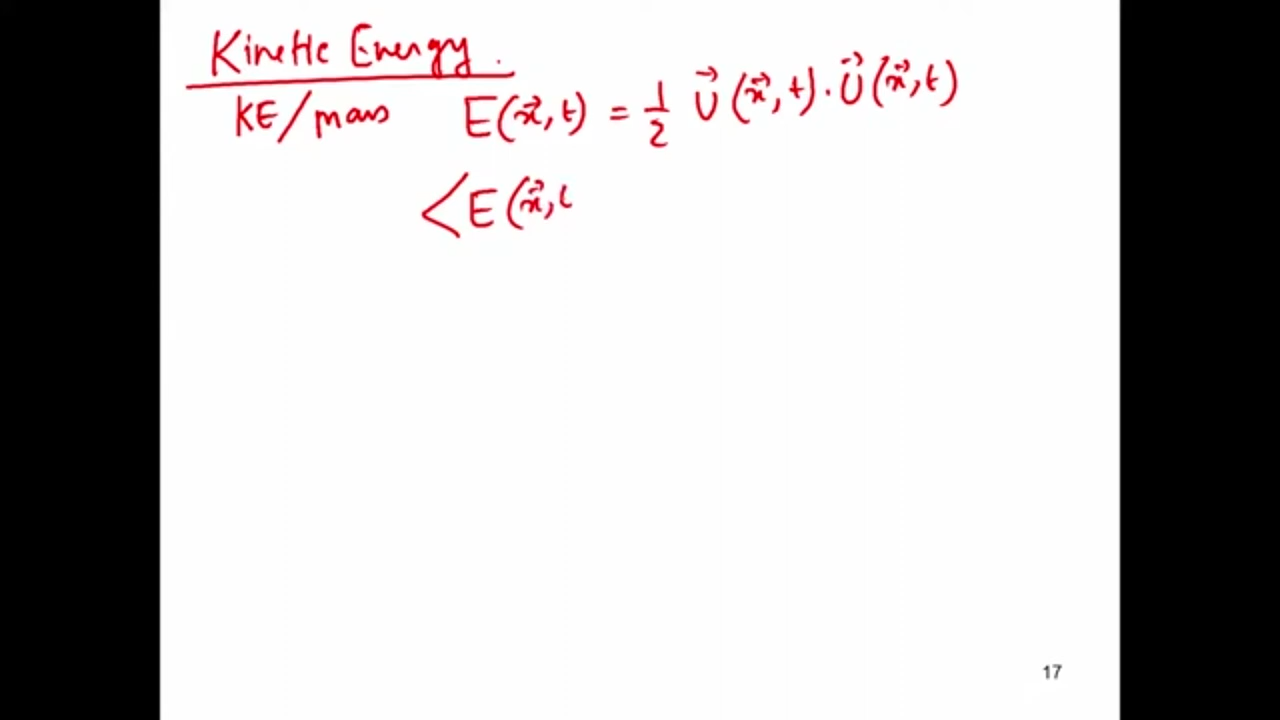 Kinetic Energy.
KE/mass E(x⃗,t) = 1/2 U⃗(x⃗,t)·U⃗(x⃗,t)
<E(x⃗,
17